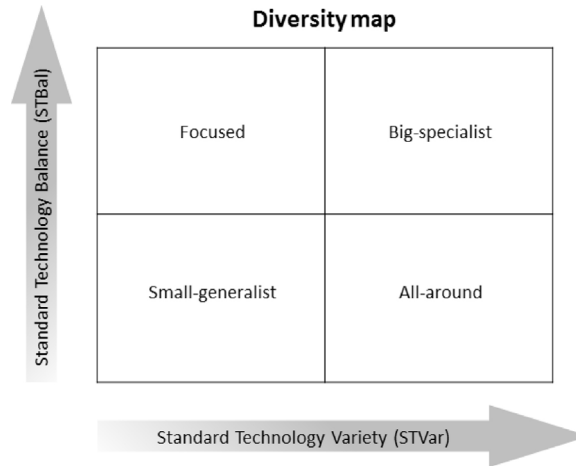 Diversity map
Standard Technology Balance (STBal)
Focused
Big-specialist
Small-generalist
All-around
Standard Technology Variety (STVar)